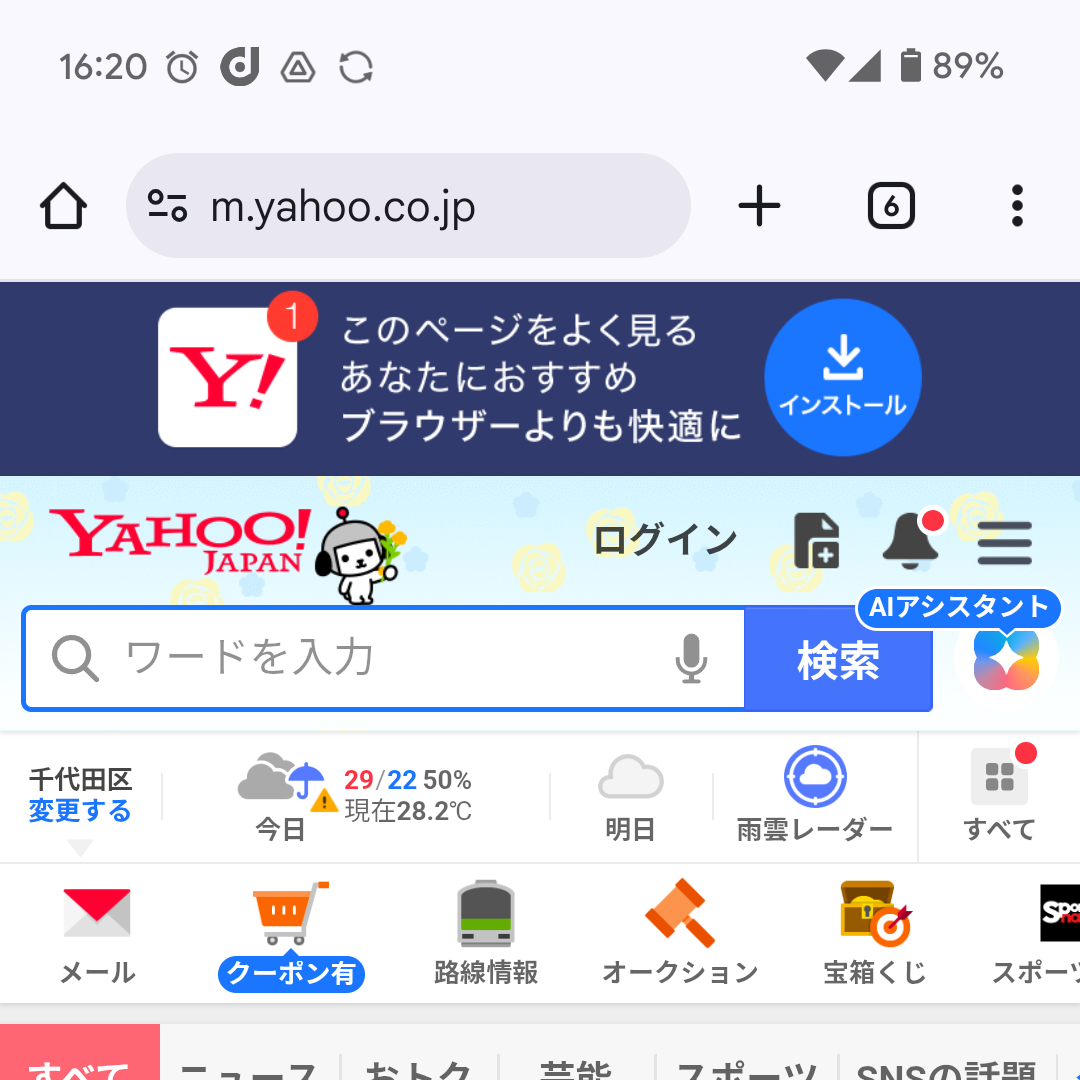 16:20
89%
m.yahoo.co.jp
6
Y!
1
このページをよく見る
あなたにおすすめ
ブラウザーよりも快適に
インストール
YAHOO!
JAPAN
ログイン
AIアシスタント
ワードを入力
検索
千代田区
変更する
29/22 50%
現在28.2℃
今日
明日
雨雲レーダー
すべて
メール
クーポン有
路線情報
オークション
宝箱くじ
スポーツ
すべて
ニュース
おトク
芸能
スポーツ
SNSの話題